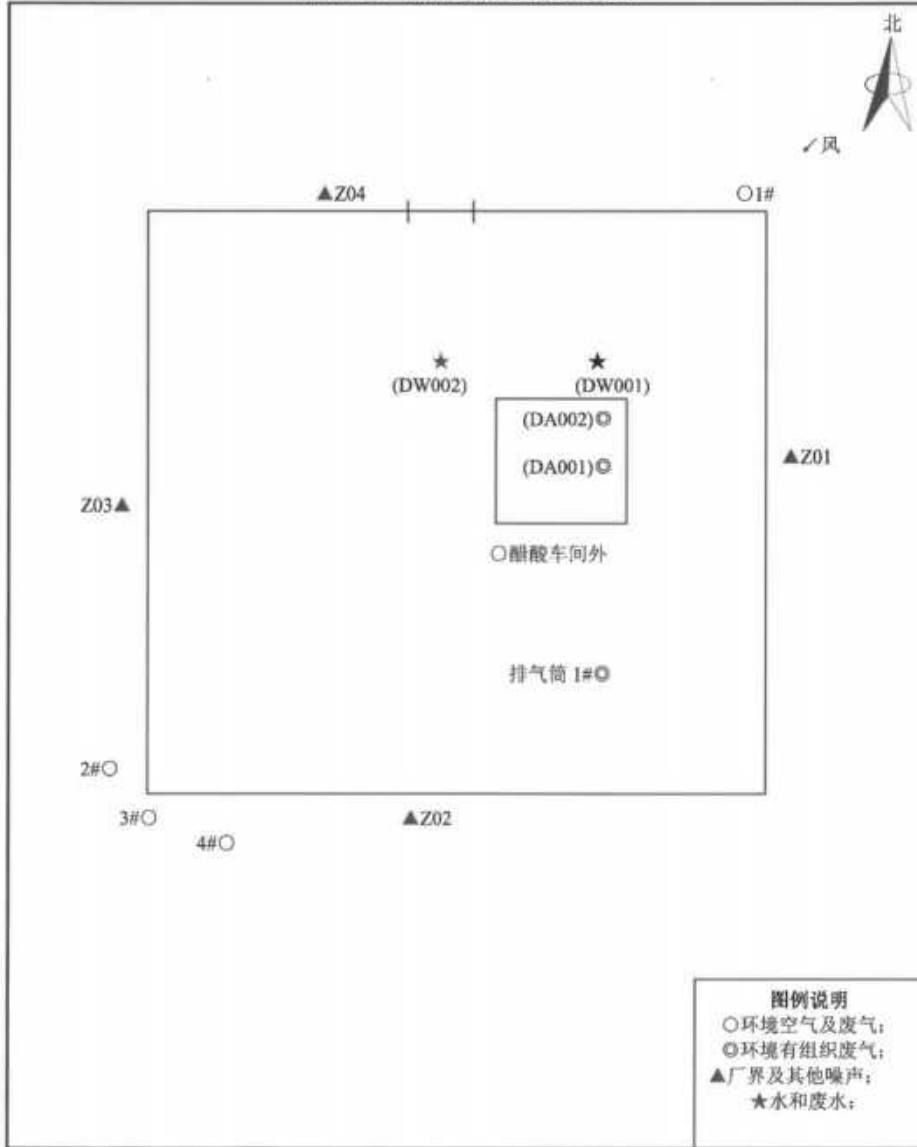 北
↙风
▲Z04
○1#
★ ★
(DW002) (DW001)
(DA002)◎
(DA001)◎
▲Z01
Z03▲
○醋酸车间外
排气筒 1#◎
2#○
3#○
▲Z02
4#○
图例说明
○环境空气及废气；
◎环境有组织废气；
▲厂界及其他噪声；
★水和废水；